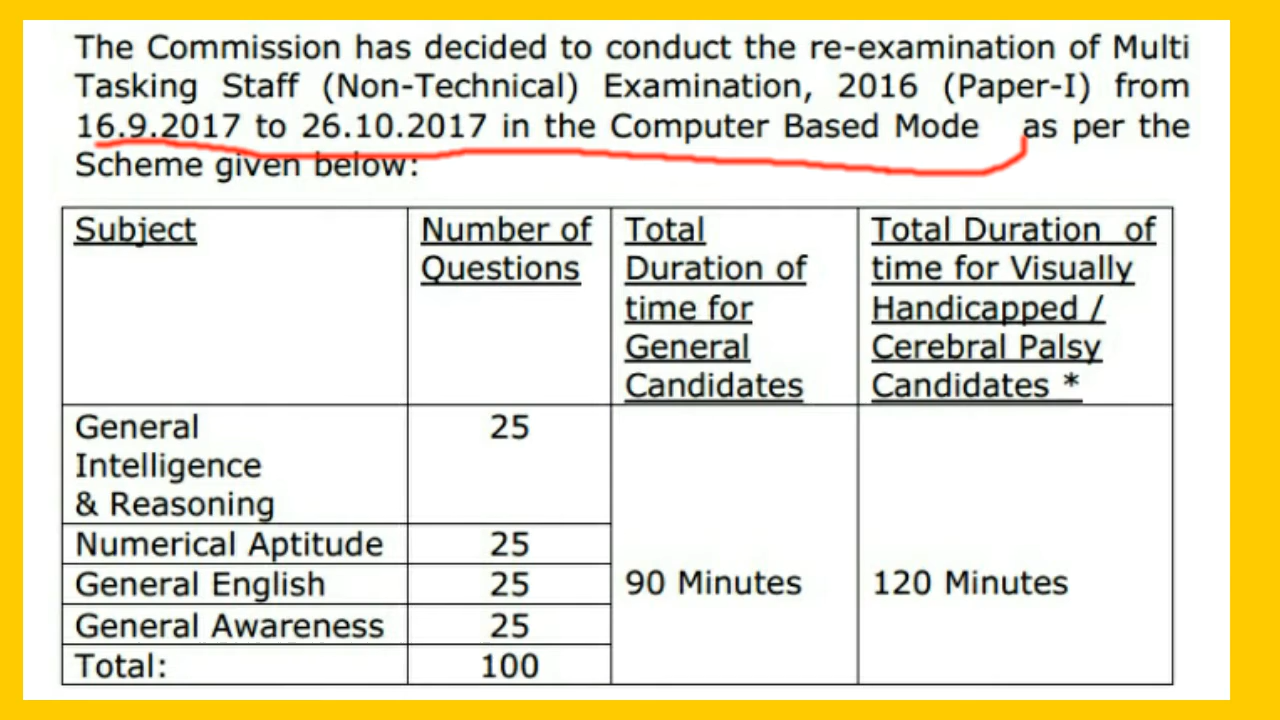 The Commission has decided to conduct the re-examination of Multi
Tasking Staff (Non-Technical) Examination, 2016 (Paper-I) from
16.9.2017 to 26.10.2017 in the Computer Based Mode as per the
Scheme given below:
Subject
Number of
Questions
Total
Duration of
time for
General
Candidates
Total Duration of
time for Visually
Handicapped /
Cerebral Palsy
Candidates *
General
Intelligence
& Reasoning
25
Numerical Aptitude
25
General English
25
90 Minutes
120 Minutes
General Awareness
25
Total:
100